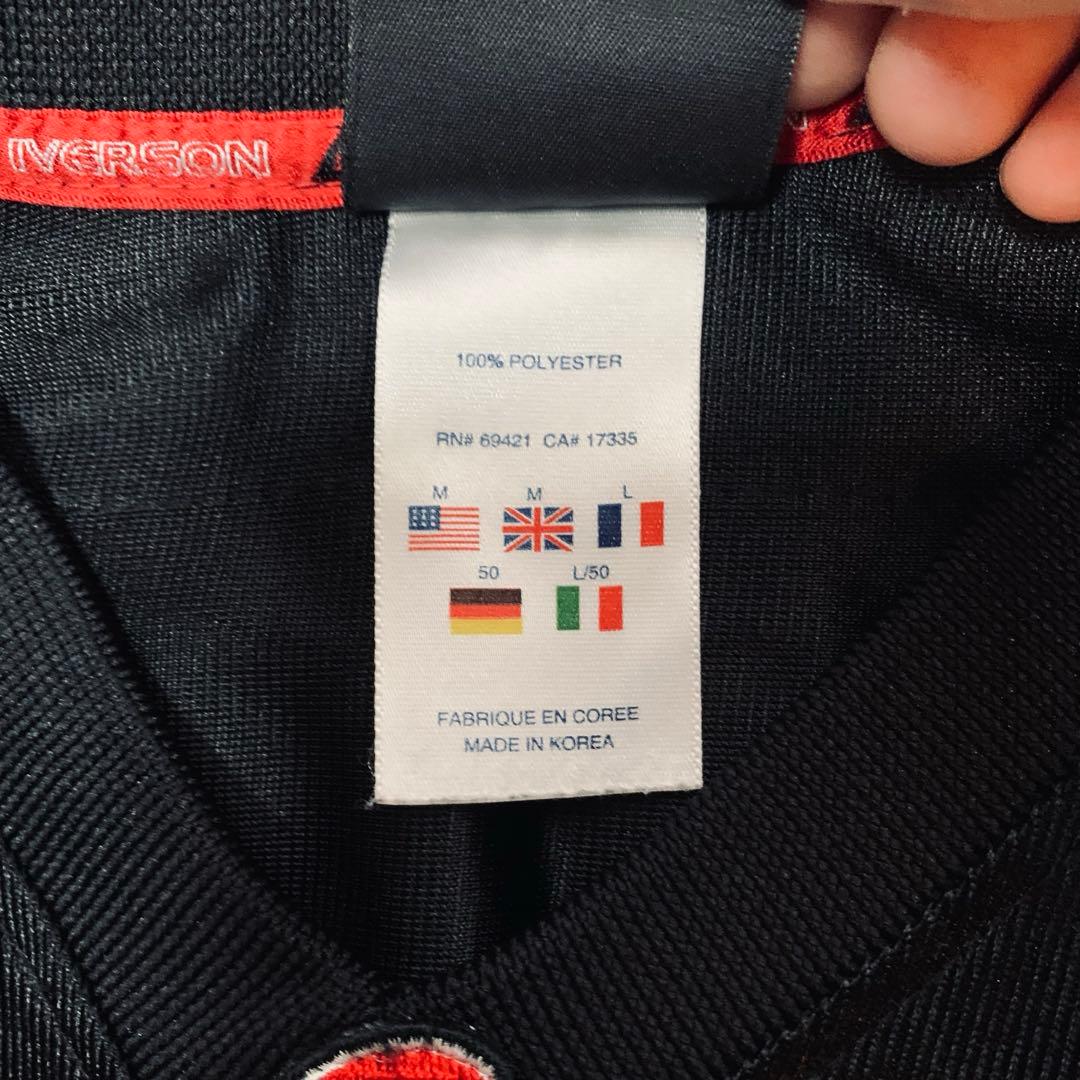 IVERSON
100% POLYESTER
RN# 69421 CA# 17335
M M L
50 L/50
FABRIQUE EN COREE
MADE IN KOREA